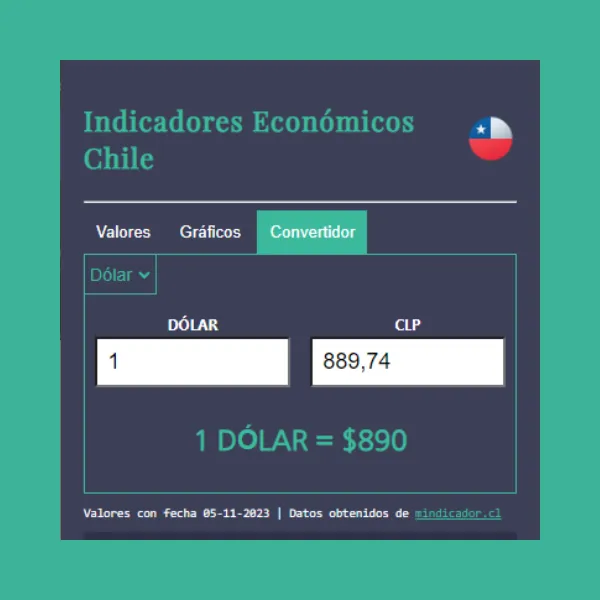 Indicadores Económicos
Chile
Valores Gráficos Convertidor
Dólar
DÓLAR CLP
1 889,74
1 DÓLAR = $890
Valores con fecha 05-11-2023 | Datos obtenidos de mindicador.cl